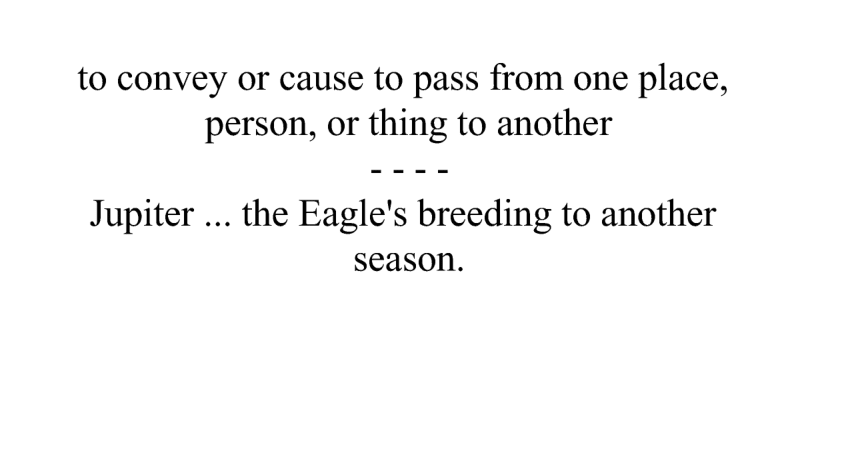 to convey or cause to pass from one place,
person, or thing to another
- - - -
Jupiter ... the Eagle's breeding to another
season.